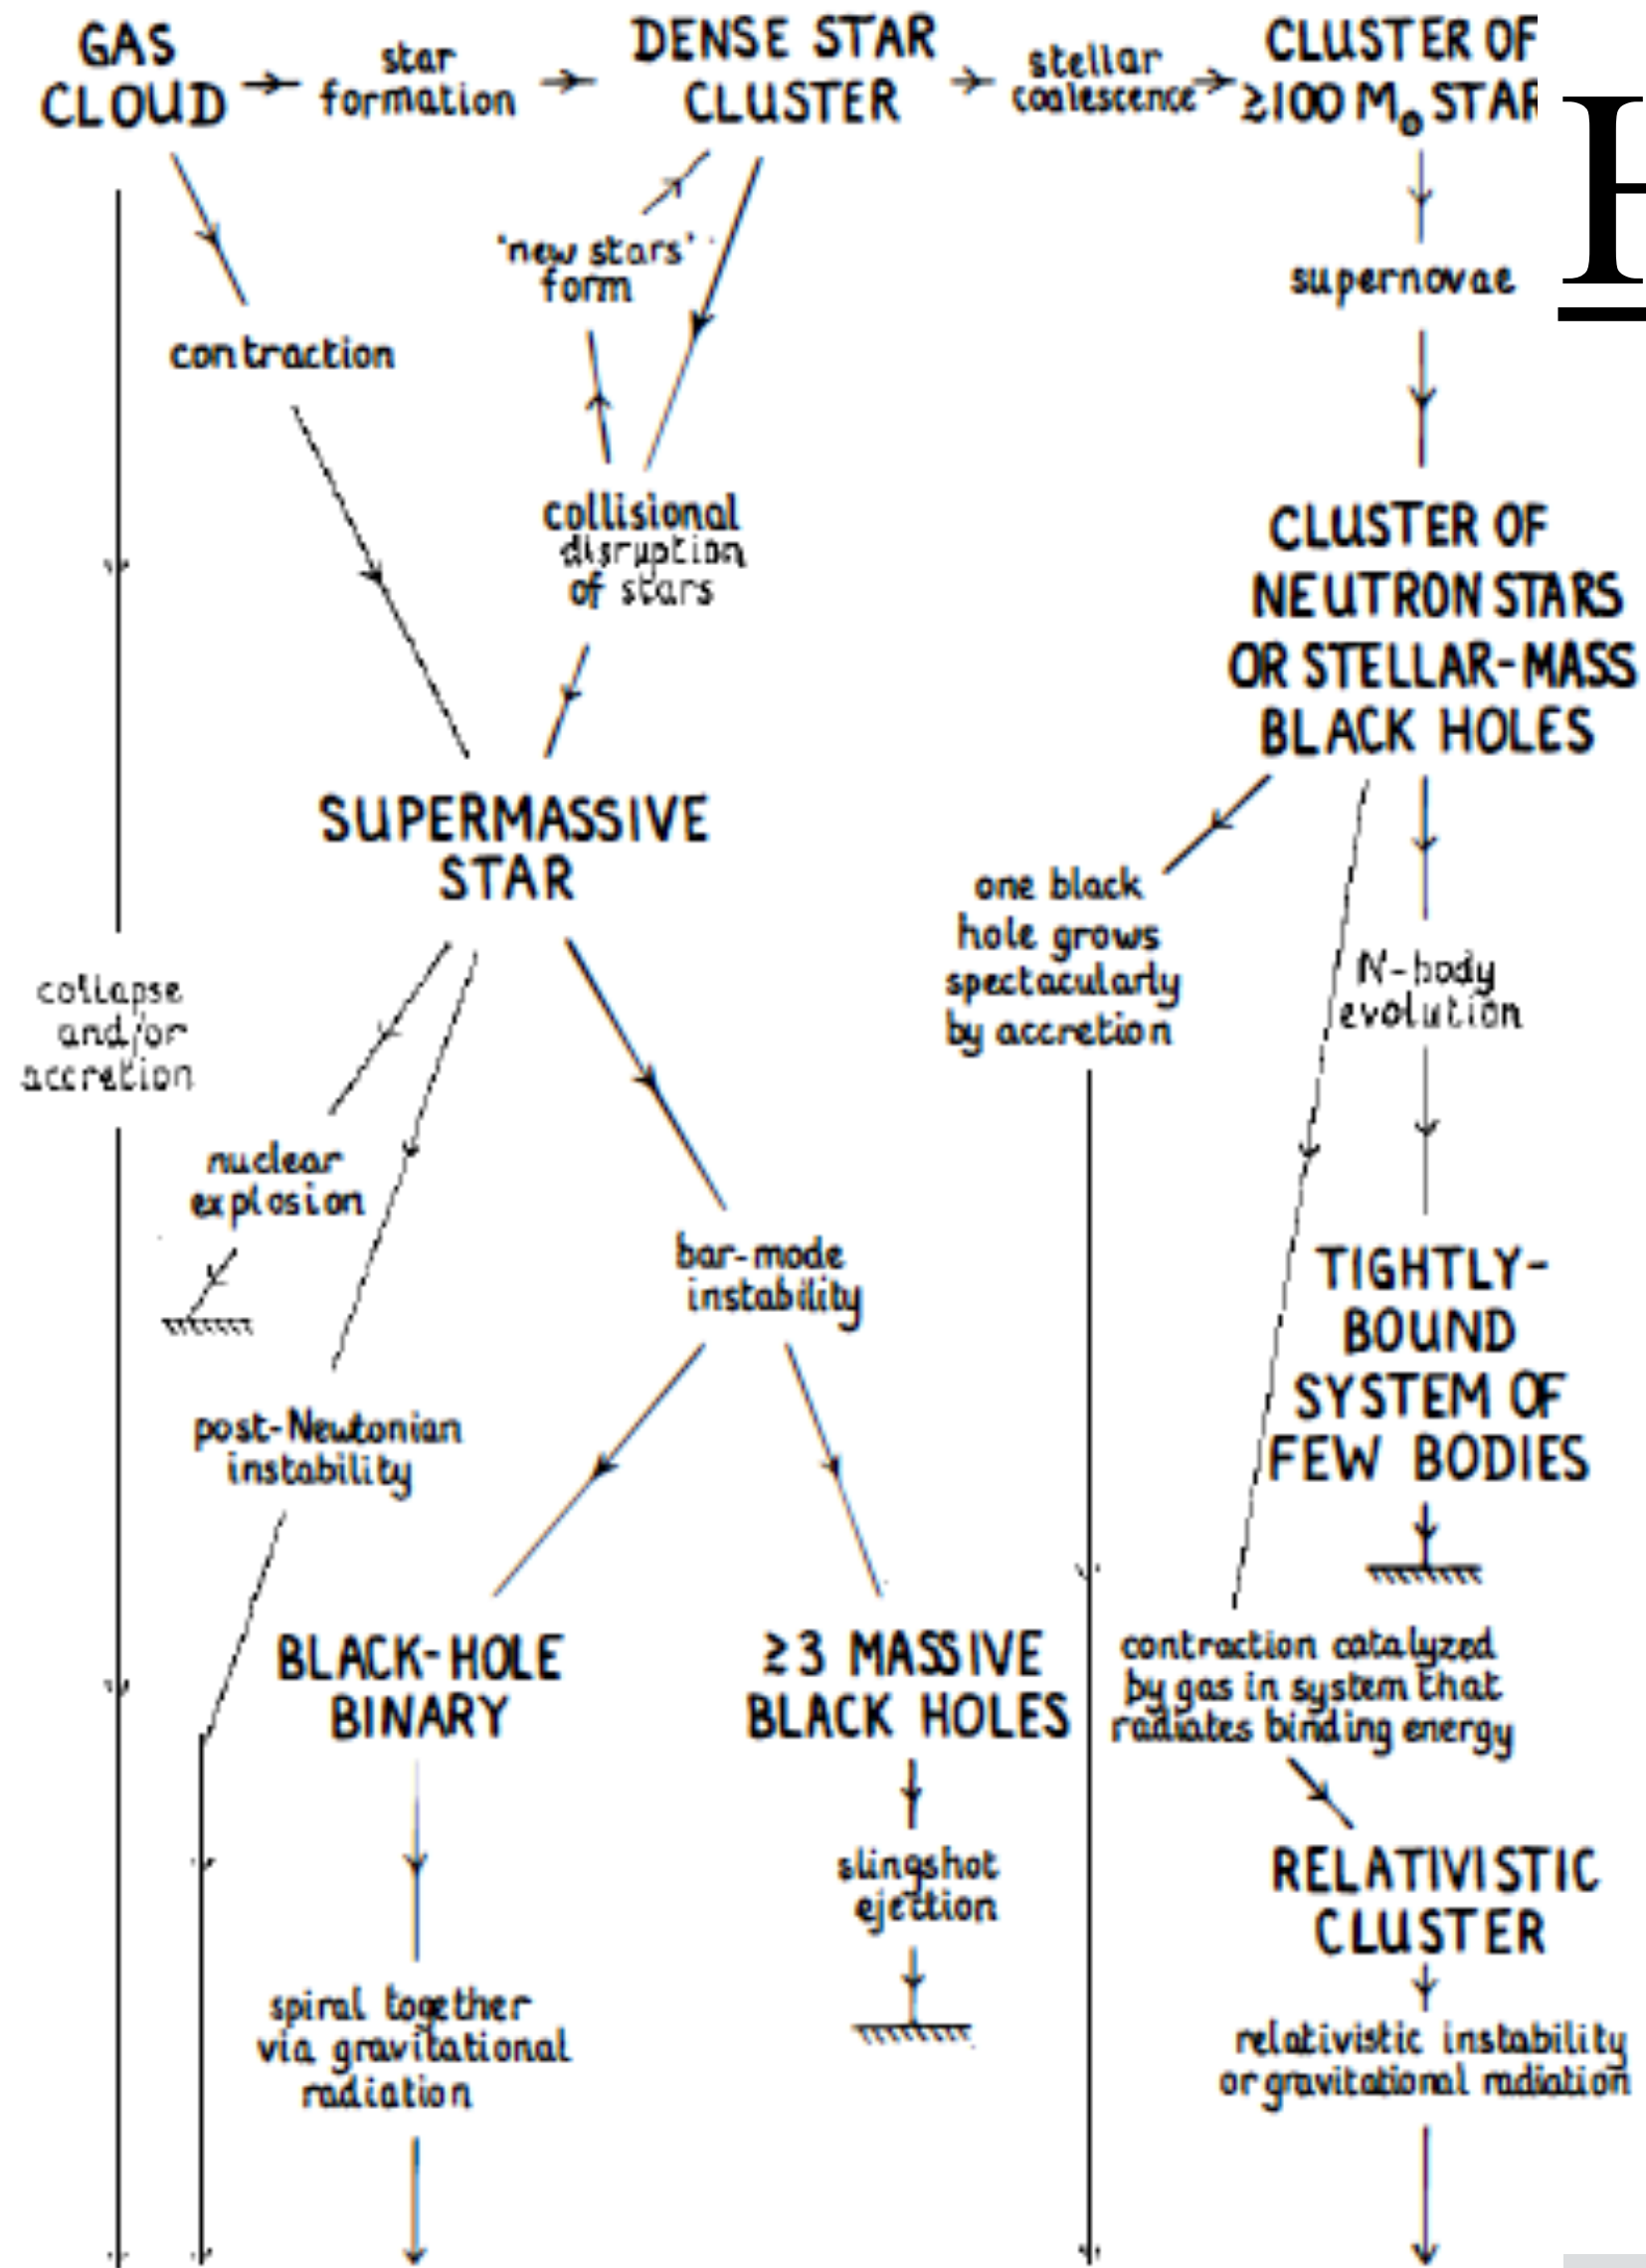 GAS
CLOUD
star
formation
DENSE STAR
CLUSTER
stellar
coalescence
CLUSTER OF
≥100 M⊙ STAR
H
'new stars'
form
supernovae
contraction
collisional
disruption
of stars
CLUSTER OF
NEUTRON STARS
OR STELLAR-MASS
BLACK HOLES
SUPERMASSIVE
STAR
one black
hole grows
spectacularly
by accretion
N-body
evolution
collapse
and/or
accretion
nuclear
explosion
bar-mode
instability
TIGHTLY-
BOUND
SYSTEM OF
FEW BODIES
post-Newtonian
instability
BLACK-HOLE
BINARY
≥3 MASSIVE
BLACK HOLES
contraction catalyzed
by gas in system that
radiates binding energy
slingshot
ejection
RELATIVISTIC
CLUSTER
spiral together
via gravitational
radiation
relativistic instability
or gravitational radiation